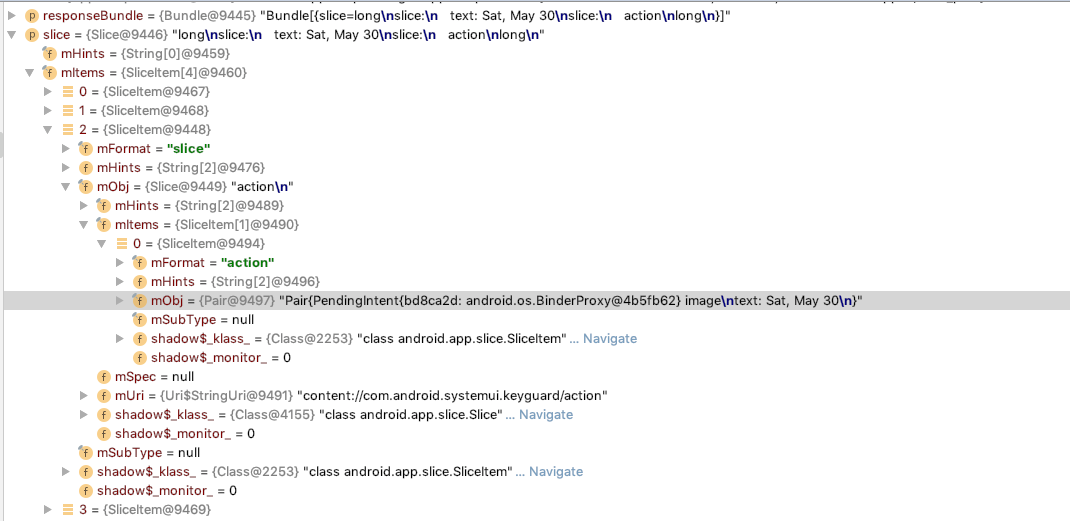 responseBundle = {Bundle@9445} "Bundle[{slice=long\nslice:\n   text: Sat, May 30\nslice:\n   action\nlong\n}]"
slice = {Slice@9446} "long\nslice:\n   text: Sat, May 30\nslice:\n   action\nlong\n"
mHints = {String[0]@9459}
mItems = {SliceItem[4]@9460}
0 = {SliceItem@9467}
1 = {SliceItem@9468}
2 = {SliceItem@9448}
mFormat = "slice"
mHints = {String[2]@9476}
mObj = {Slice@9449} "action\n"
mHints = {String[2]@9489}
mItems = {SliceItem[1]@9490}
0 = {SliceItem@9494}
mFormat = "action"
mHints = {String[2]@9496}
mObj = {Pair@9497} "Pair{PendingIntent{bd8ca2d: android.os.BinderProxy@4b5fb62} image\ntext: Sat, May 30\n}"
mSubType = null
shadow$_klass_ = {Class@2253} "class android.app.slice.SliceItem" ... Navigate
shadow$_monitor_ = 0
mSpec = null
mUri = {Uri$StringUri@9491} "content://com.android.systemui.keyguard/action"
shadow$_klass_ = {Class@4155} "class android.app.slice.Slice" ... Navigate
shadow$_monitor_ = 0
mSubType = null
shadow$_klass_ = {Class@2253} "class android.app.slice.SliceItem" ... Navigate
shadow$_monitor_ = 0
3 = {SliceItem@9469}